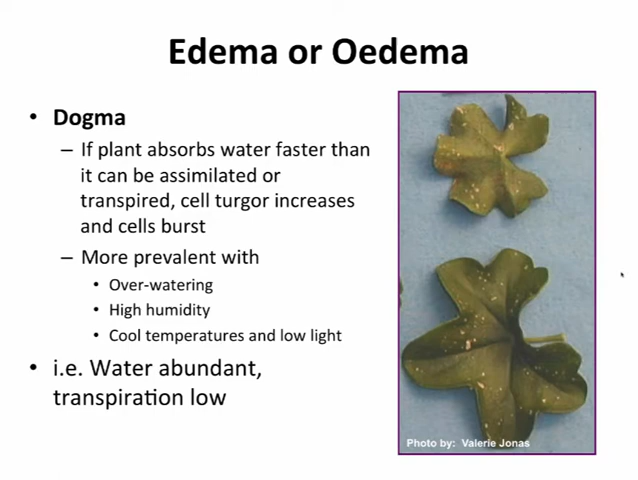 Edema or Oedema
• Dogma
– If plant absorbs water faster than
it can be assimilated or
transpired, cell turgor increases
and cells burst
– More prevalent with
• Over-watering
• High humidity
• Cool temperatures and low light
• i.e. Water abundant,
transpiration low
Photo by: Valerie Jonas